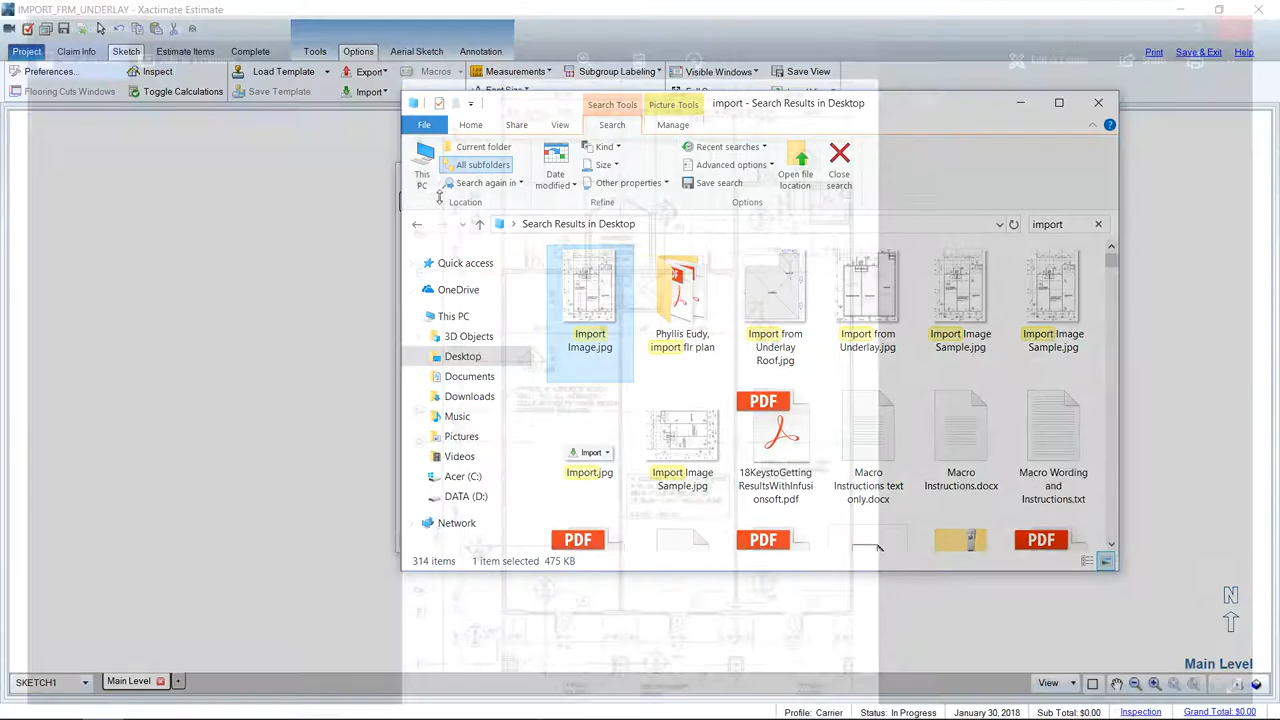 IMPORT_FRM_UNDERLAY - Xactimate Estimate
Project Claim Info Sketch Estimate Items Complete Tools Options Aerial Sketch Annotation Print Save & Exit Help
Preferences... Inspect Load Template Export Macros Measurements Subgroup Labeling Visible Windows Save View
Flooring Cut Windows Toggle Calculations Save Template Import
Search Tools Picture Tools import - Search Results in Desktop
File Home Share View Search Manage
Current folder
All subfolders
Search again in
This PC
Location
Date modified
Kind
Size
Other properties
Refine
Recent searches
Advanced options
Save search
Options
Open file location
Close search
Search Results in Desktop import
Quick access
OneDrive
This PC
3D Objects
Desktop
Documents
Downloads
Music
Pictures
Videos
Acer (C:)
DATA (D:)
Network
Import Image.jpg
Phyllis Eudy, import flr plan
Import from Underlay Roof.jpg
Import from Underlay.jpg
Import Image Sample.jpg
Import Image Sample.jpg
Import
Import.jpg
Import Image Sample.jpg
PDF
18KeystoGetting ResultsWithInfusi onsoft.pdf
Macro Instructions text only.docx
Macro Instructions.docx
Macro Wording and Instructions.txt
PDF
PDF
PDF
314 items 1 item selected 475 KB
N
Main Level
SKETCH1 Main Level View
Profile: Carrier Status: In Progress January 30, 2018 Sub Total: $0.00 Inspection Grand Total: $0.00